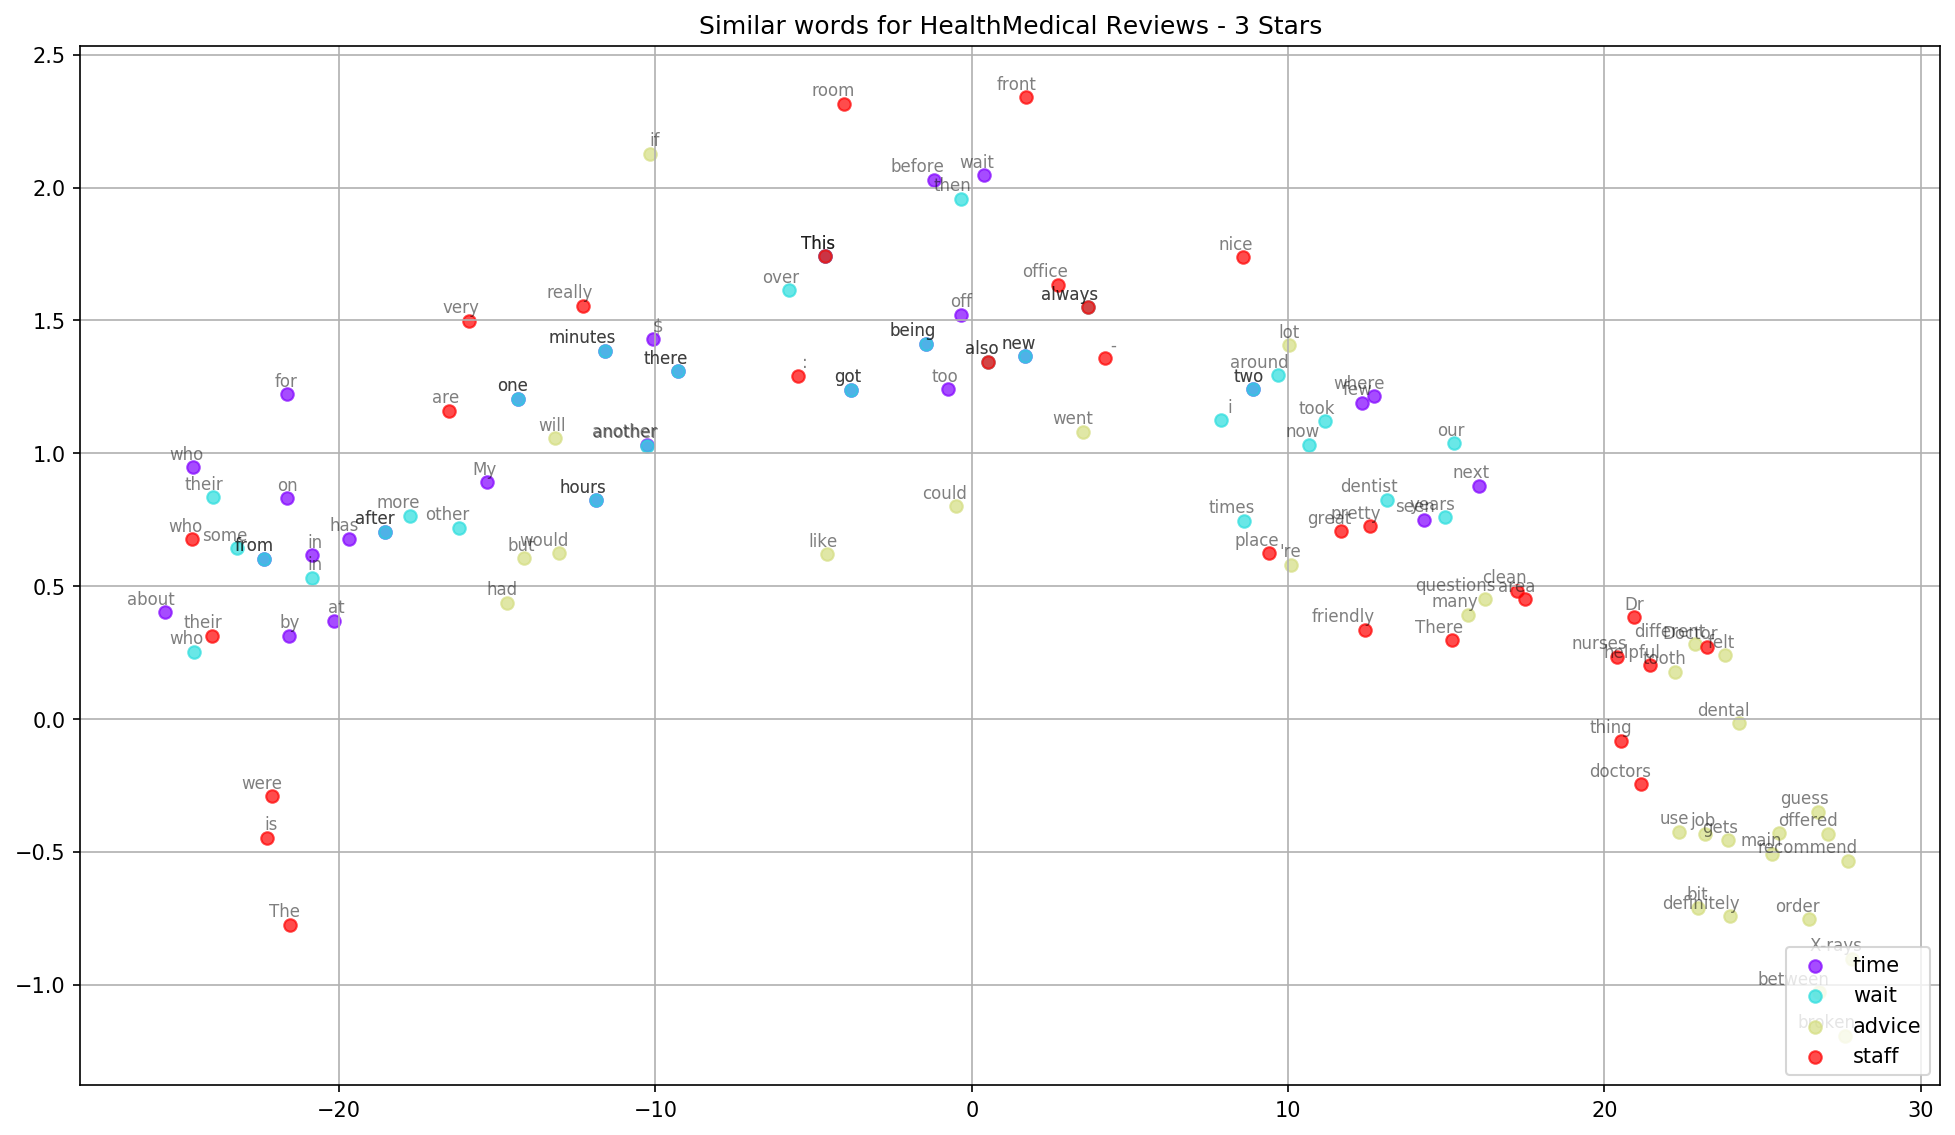 Similar words for HealthMedical Reviews - 3 Stars
2.5
front
room
if
before
wait
2.0
then
This
nice
over
office
always
really
very
off
1.5
$
minutes
being
lot
new
also
-
there
around
:
got
too
two
one
for
where
few
are
i
took
went
will
another
now
our
1.0
who
My
next
their
on
hours
dentist
could
more
years
seen
times
other
after
pretty
great
has
who
some
from
in
but
would
like
place
're
in
0.5
clean
questions
area
had
about
many
at
Dr
by
their
friendly
There
different
Doctor
who
nurses
felt
helpful
tooth
0.0
dental
thing
doctors
were
guess
is
use
job
gets
offered
−0.5
main
recommend
bit
definitely
order
The
X-rays
−1.0
between
broken
time
wait
advice
staff
−20
−10
0
10
20
30